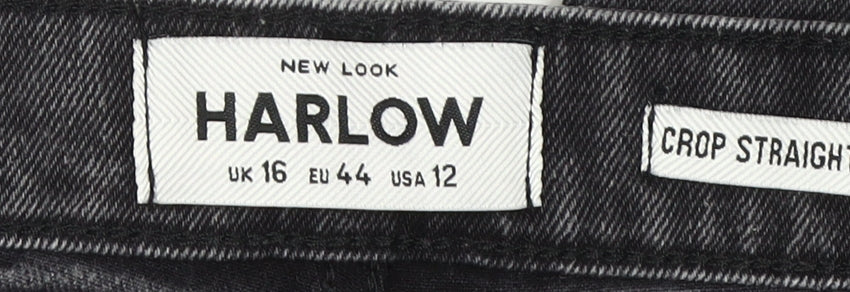 NEW LOOK
HARLOW
UK 16 EU 44 USA 12
CROP STRAIGHT